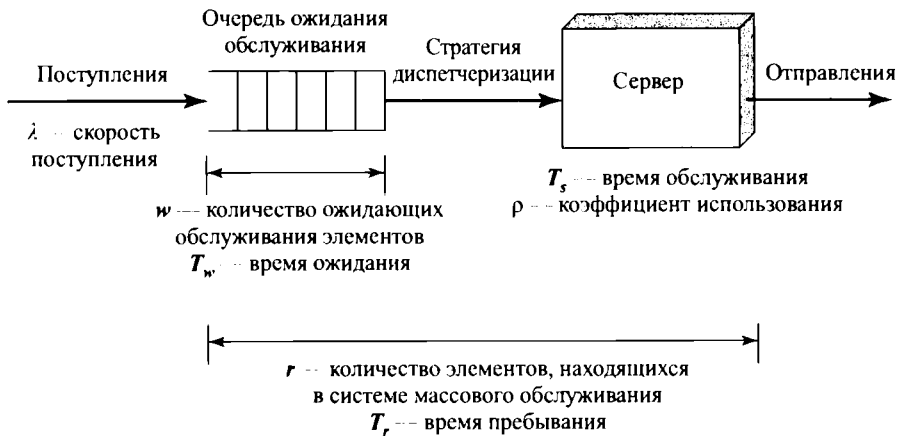 Очередь ожидания
обслуживания
Поступления
λ — скорость
поступления
Стратегия
диспетчеризации
Сервер
Отправления
w — количество ожидающих
обслуживания элементов
T_w — время ожидания
T_s — время обслуживания
ρ — коэффициент использования
r — количество элементов, находящихся
в системе массового обслуживания
T_r — время пребывания